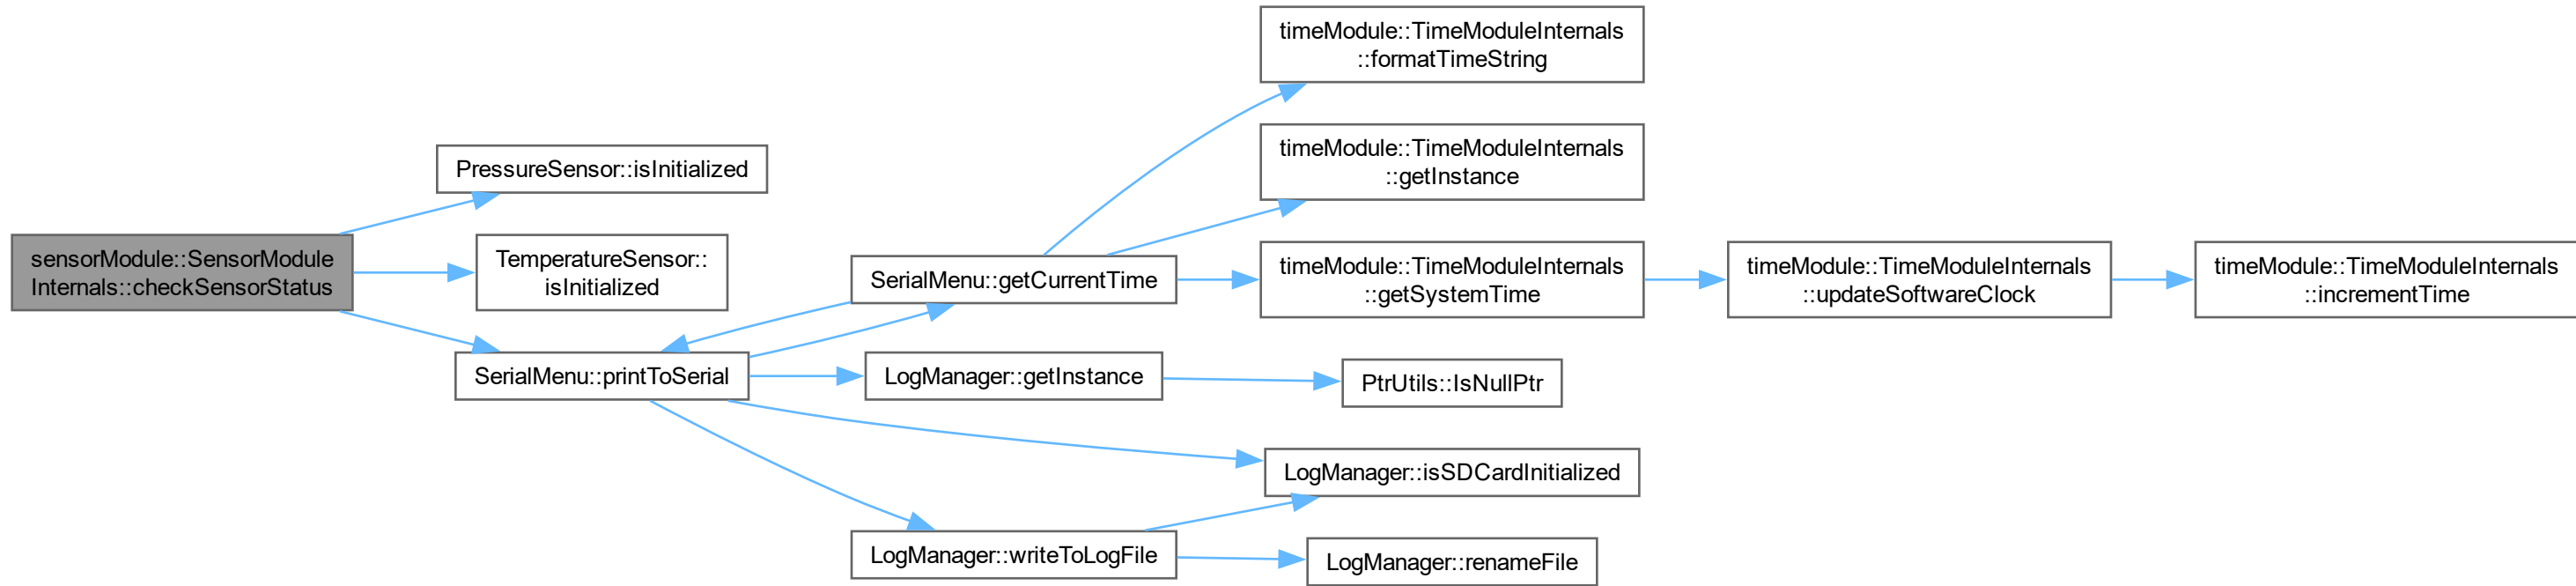 sensorModule::SensorModule
Internals::checkSensorStatus
PressureSensor::isInitialized
TemperatureSensor::
isInitialized
SerialMenu::printToSerial
SerialMenu::getCurrentTime
timeModule::TimeModuleInternals
::formatTimeString
timeModule::TimeModuleInternals
::getInstance
timeModule::TimeModuleInternals
::getSystemTime
timeModule::TimeModuleInternals
::updateSoftwareClock
timeModule::TimeModuleInternals
::incrementTime
LogManager::getInstance
PtrUtils::IsNullPtr
LogManager::isSDCardInitialized
LogManager::writeToLogFile
LogManager::renameFile